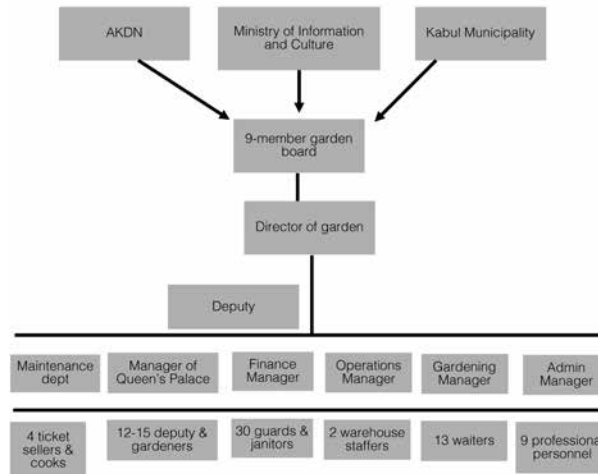 AKDN
Ministry of Information
and Culture
Kabul Municipality
9-member garden
board
Director of garden
Deputy
Maintenance
dept
Manager of
Queen's Palace
Finance
Manager
Operations
Manager
Gardening
Manager
Admin
Manager
4 ticket
sellers &
cooks
12-15 deputy &
gardeners
30 guards &
janitors
2 warehouse
staffers
13 waiters
9 professional
personnel